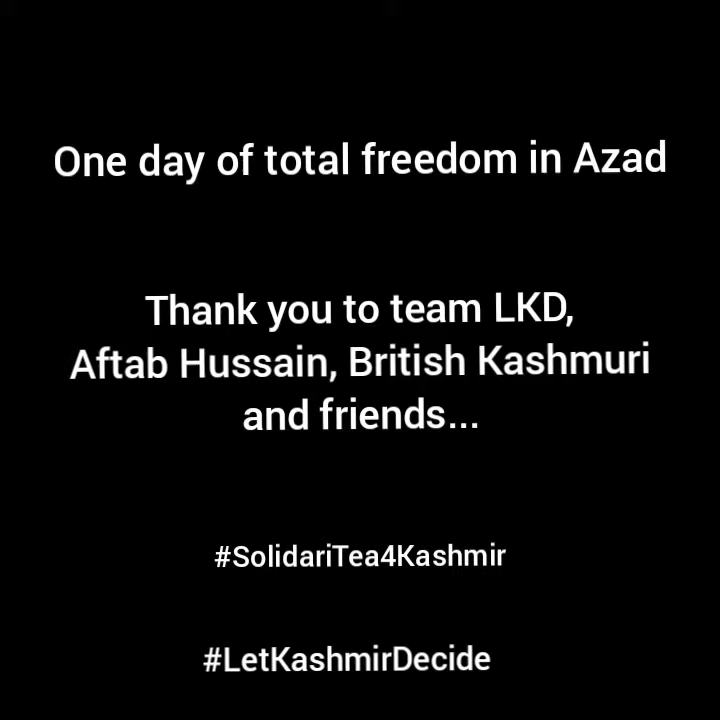 One day of total freedom in Azad
Thank you to team LKD,
Aftab Hussain, British Kashmuri
and friends...
#SolidariTea4Kashmir
#LetKashmirDecide